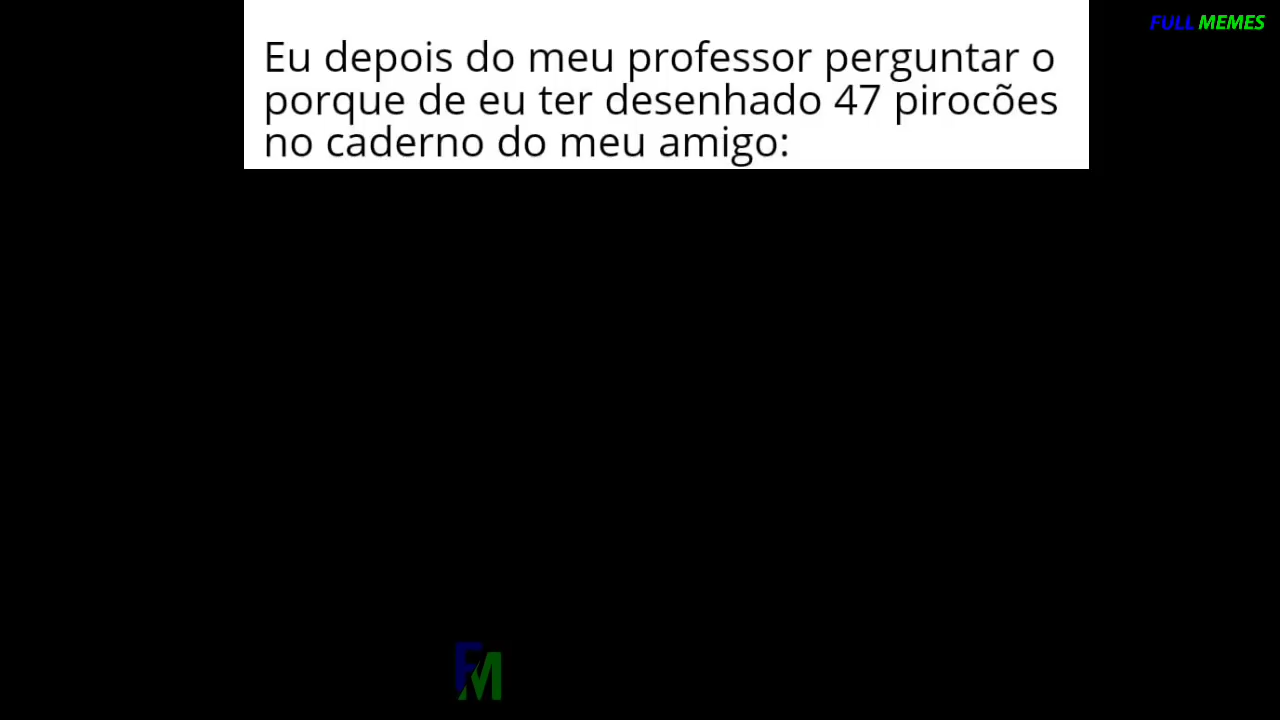 FULL MEMES
Eu depois do meu professor perguntar o
porque de eu ter desenhado 47 pirocões
no caderno do meu amigo:
FM